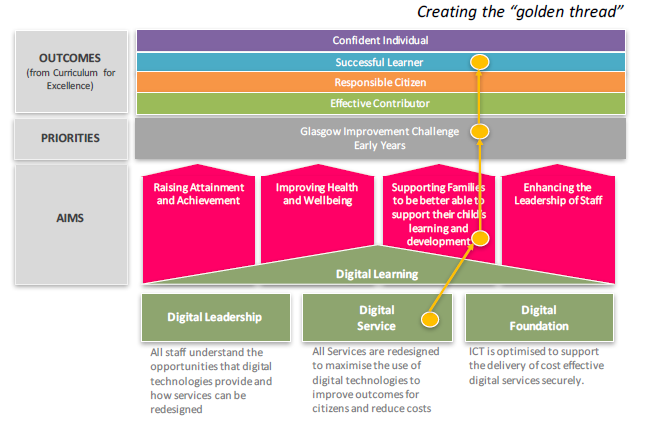 Creating the “golden thread”
OUTCOMES
(from Curriculum for
Excellence)
Confident Individual
Successful Learner
Responsible Citizen
Effective Contributor
PRIORITIES
Glasgow Improvement Challenge
Early Years
AIMS
Raising Attainment
and Achievement
Improving Health
and Wellbeing
Supporting Families
to be better able to
support their child's
learning and
development
Enhancing the
Leadership of Staff
Digital Learning
Digital Leadership
Digital
Service
Digital
Foundation
All staff understand the
opportunities that digital
technologies provide and
how services can be
redesigned
All Services are redesigned
to maximise the use of
digital technologies to
improve outcomes for
citizens and reduce costs
ICT is optimised to support
the delivery of cost effective
digital services securely.